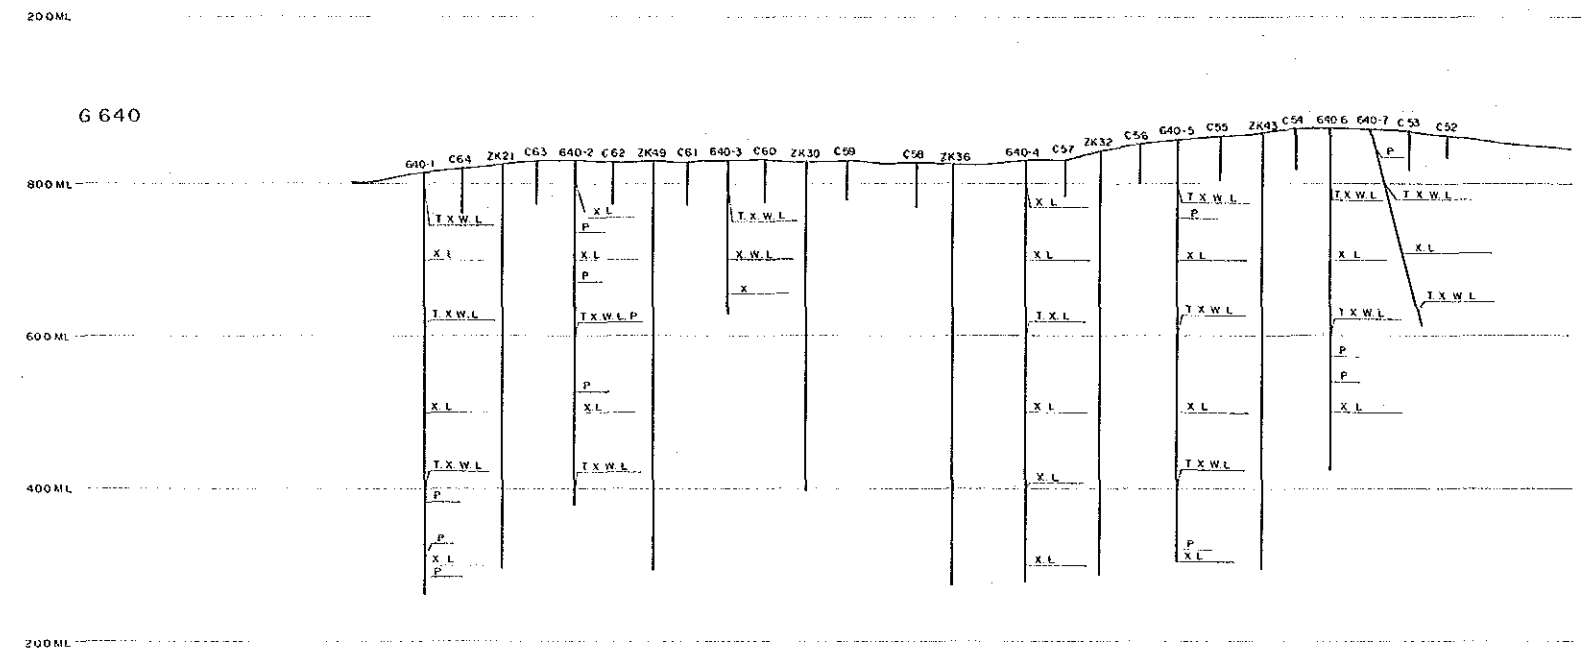 200ML
G 640
640-1 C64 ZK21 C63 640-2 C62 ZK49 C61 640-3 C60 ZK30 C59 C58 ZK36 640-4 C57 ZK32 C56 640-5 C55 ZK43 C54 640 6 640-7 C53 C52
P
800ML
T. X. W. L X. L T. X. W. L X. L T X W. L T. X. W. L T. X. W. L
P P
X. L X. L X. W. L X. L X. L X. L X. L
P X
T. X. W. L T. X. W. L. P T. X. L T X W L T X W L T. X. W. L
600ML
P P
P
X. L X. L X. L X. L X. L
T. X. W. L T. X W. L X. L T X W L
400ML
P
P P
X. L X. L X L
P
200ML